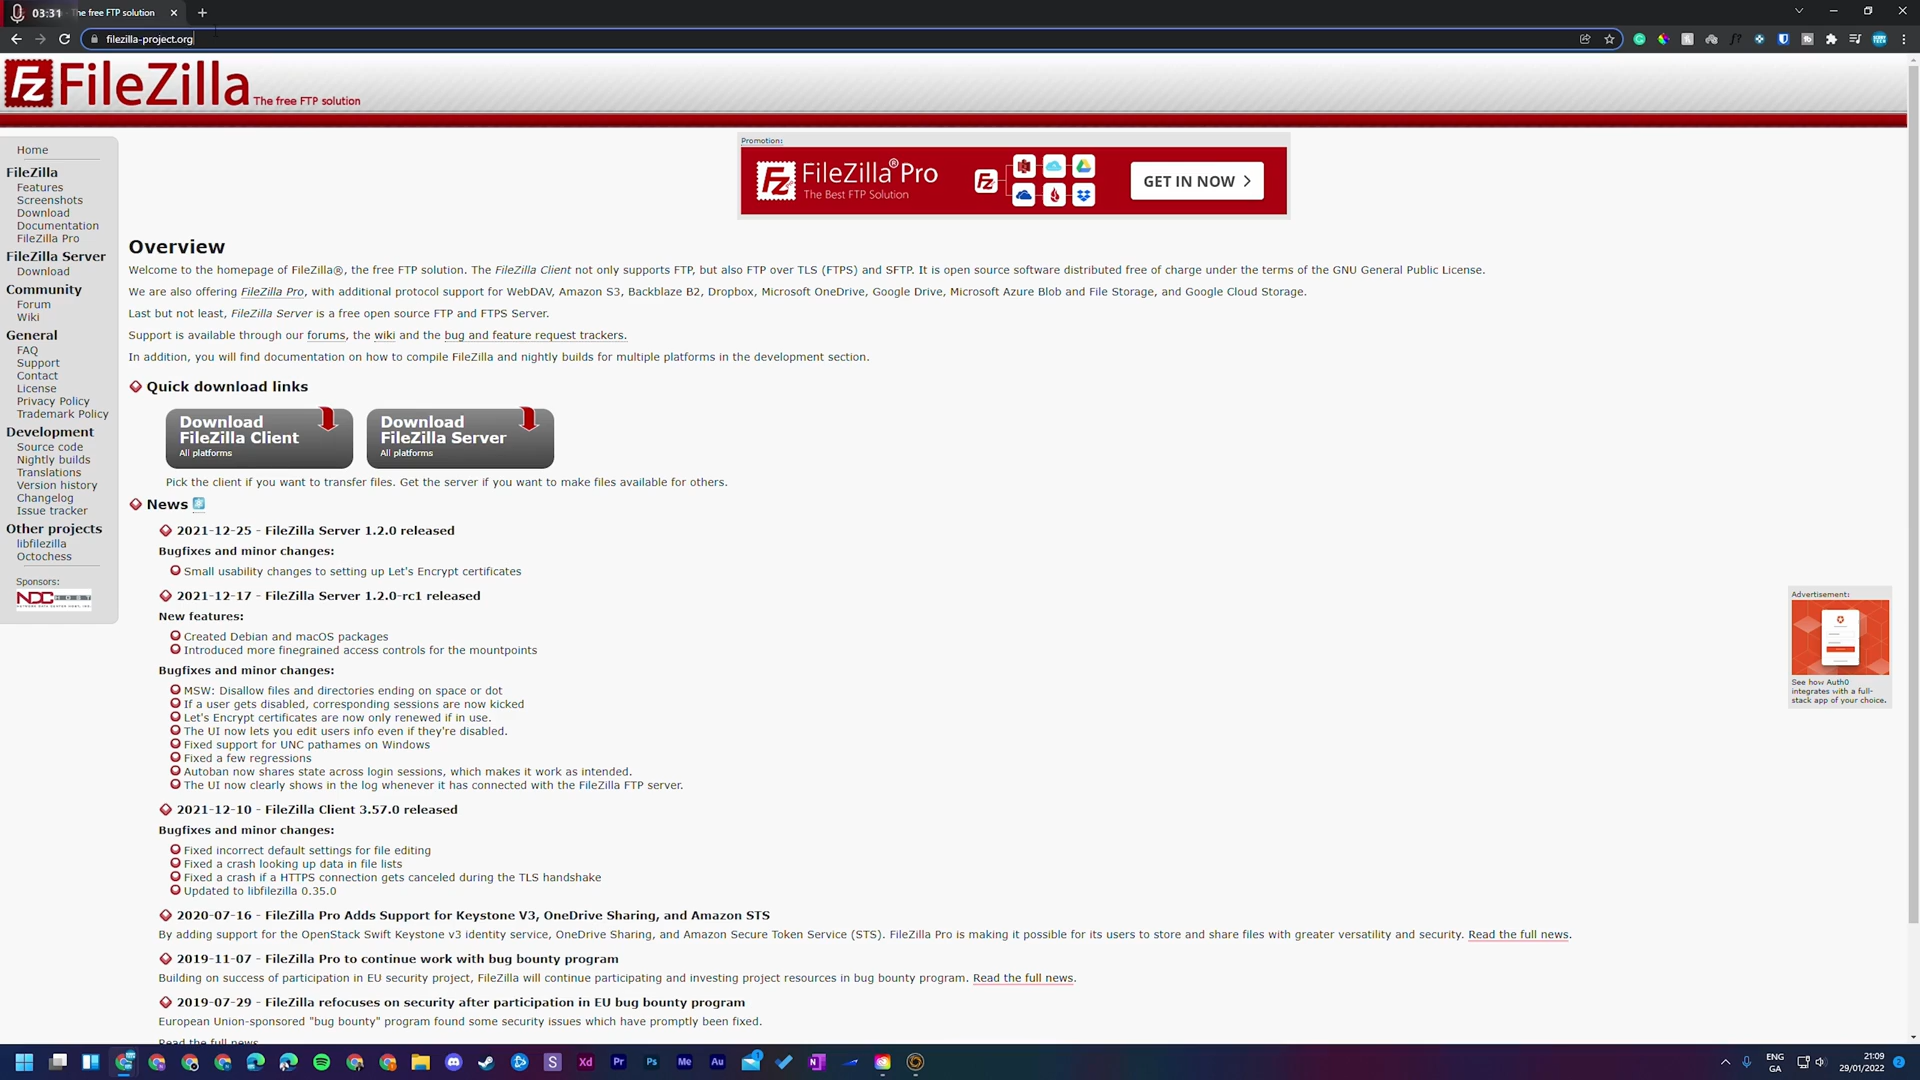 03:31
The free FTP solution
filezilla-project.org
FileZilla The free FTP solution
Home
FileZilla
Features
Screenshots
Download
Documentation
FileZilla Pro
FileZilla Server
Download
Community
Forum
Wiki
General
FAQ
Support
Contact
License
Privacy Policy
Trademark Policy
Development
Source code
Nightly builds
Translations
Version history
Changelog
Issue tracker
Other projects
libfilezilla
Octochess
Sponsors:
NDC HOST
Promotion:
FileZilla® Pro
The Best FTP Solution
GET IN NOW
Overview
Welcome to the homepage of FileZilla®, the free FTP solution. The FileZilla Client not only supports FTP, but also FTP over TLS (FTPS) and SFTP. It is open source software distributed free of charge under the terms of the GNU General Public License.
We are also offering FileZilla Pro, with additional protocol support for WebDAV, Amazon S3, Backblaze B2, Dropbox, Microsoft OneDrive, Google Drive, Microsoft Azure Blob and File Storage, and Google Cloud Storage.
Last but not least, FileZilla Server is a free open source FTP and FTPS Server.
Support is available through our forums, the wiki and the bug and feature request trackers.
In addition, you will find documentation on how to compile FileZilla and nightly builds for multiple platforms in the development section.
Quick download links
Download
FileZilla Client
All platforms
Download
FileZilla Server
All platforms
Pick the client if you want to transfer files. Get the server if you want to make files available for others.
News
2021-12-25 - FileZilla Server 1.2.0 released
Bugfixes and minor changes:
Small usability changes to setting up Let's Encrypt certificates
2021-12-17 - FileZilla Server 1.2.0-rc1 released
New features:
Created Debian and macOS packages
Introduced more finegrained access controls for the mountpoints
Bugfixes and minor changes:
MSW: Disallow files and directories ending on space or dot
If a user gets disabled, corresponding sessions are now kicked
Let's Encrypt certificates are now only renewed if in use.
The UI now lets you edit users info even if they're disabled.
Fixed support for UNC pathames on Windows
Fixed a few regressions
Autoban now shares state across login sessions, which makes it work as intended.
The UI now clearly shows in the log whenever it has connected with the FileZilla FTP server.
2021-12-10 - FileZilla Client 3.57.0 released
Bugfixes and minor changes:
Fixed incorrect default settings for file editing
Fixed a crash looking up data in file lists
Fixed a crash if a HTTPS connection gets canceled during the TLS handshake
Updated to libfilezilla 0.35.0
2020-07-16 - FileZilla Pro Adds Support for Keystone V3, OneDrive Sharing, and Amazon STS
By adding support for the OpenStack Swift Keystone v3 identity service, OneDrive Sharing, and Amazon Secure Token Service (STS). FileZilla Pro is making it possible for its users to store and share files with greater versatility and security. Read the full news.
2019-11-07 - FileZilla Pro to continue work with bug bounty program
Building on success of participation in EU security project, FileZilla will continue participating and investing project resources in bug bounty program. Read the full news.
2019-07-29 - FileZilla refocuses on security after participation in EU bug bounty program
European Union-sponsored "bug bounty" program found some security issues which have promptly been fixed.
Read the full news.
Advertisement:
See how Auth0
integrates with a full-
stack app of your choice.
ENG
GA
21:09
29/01/2022